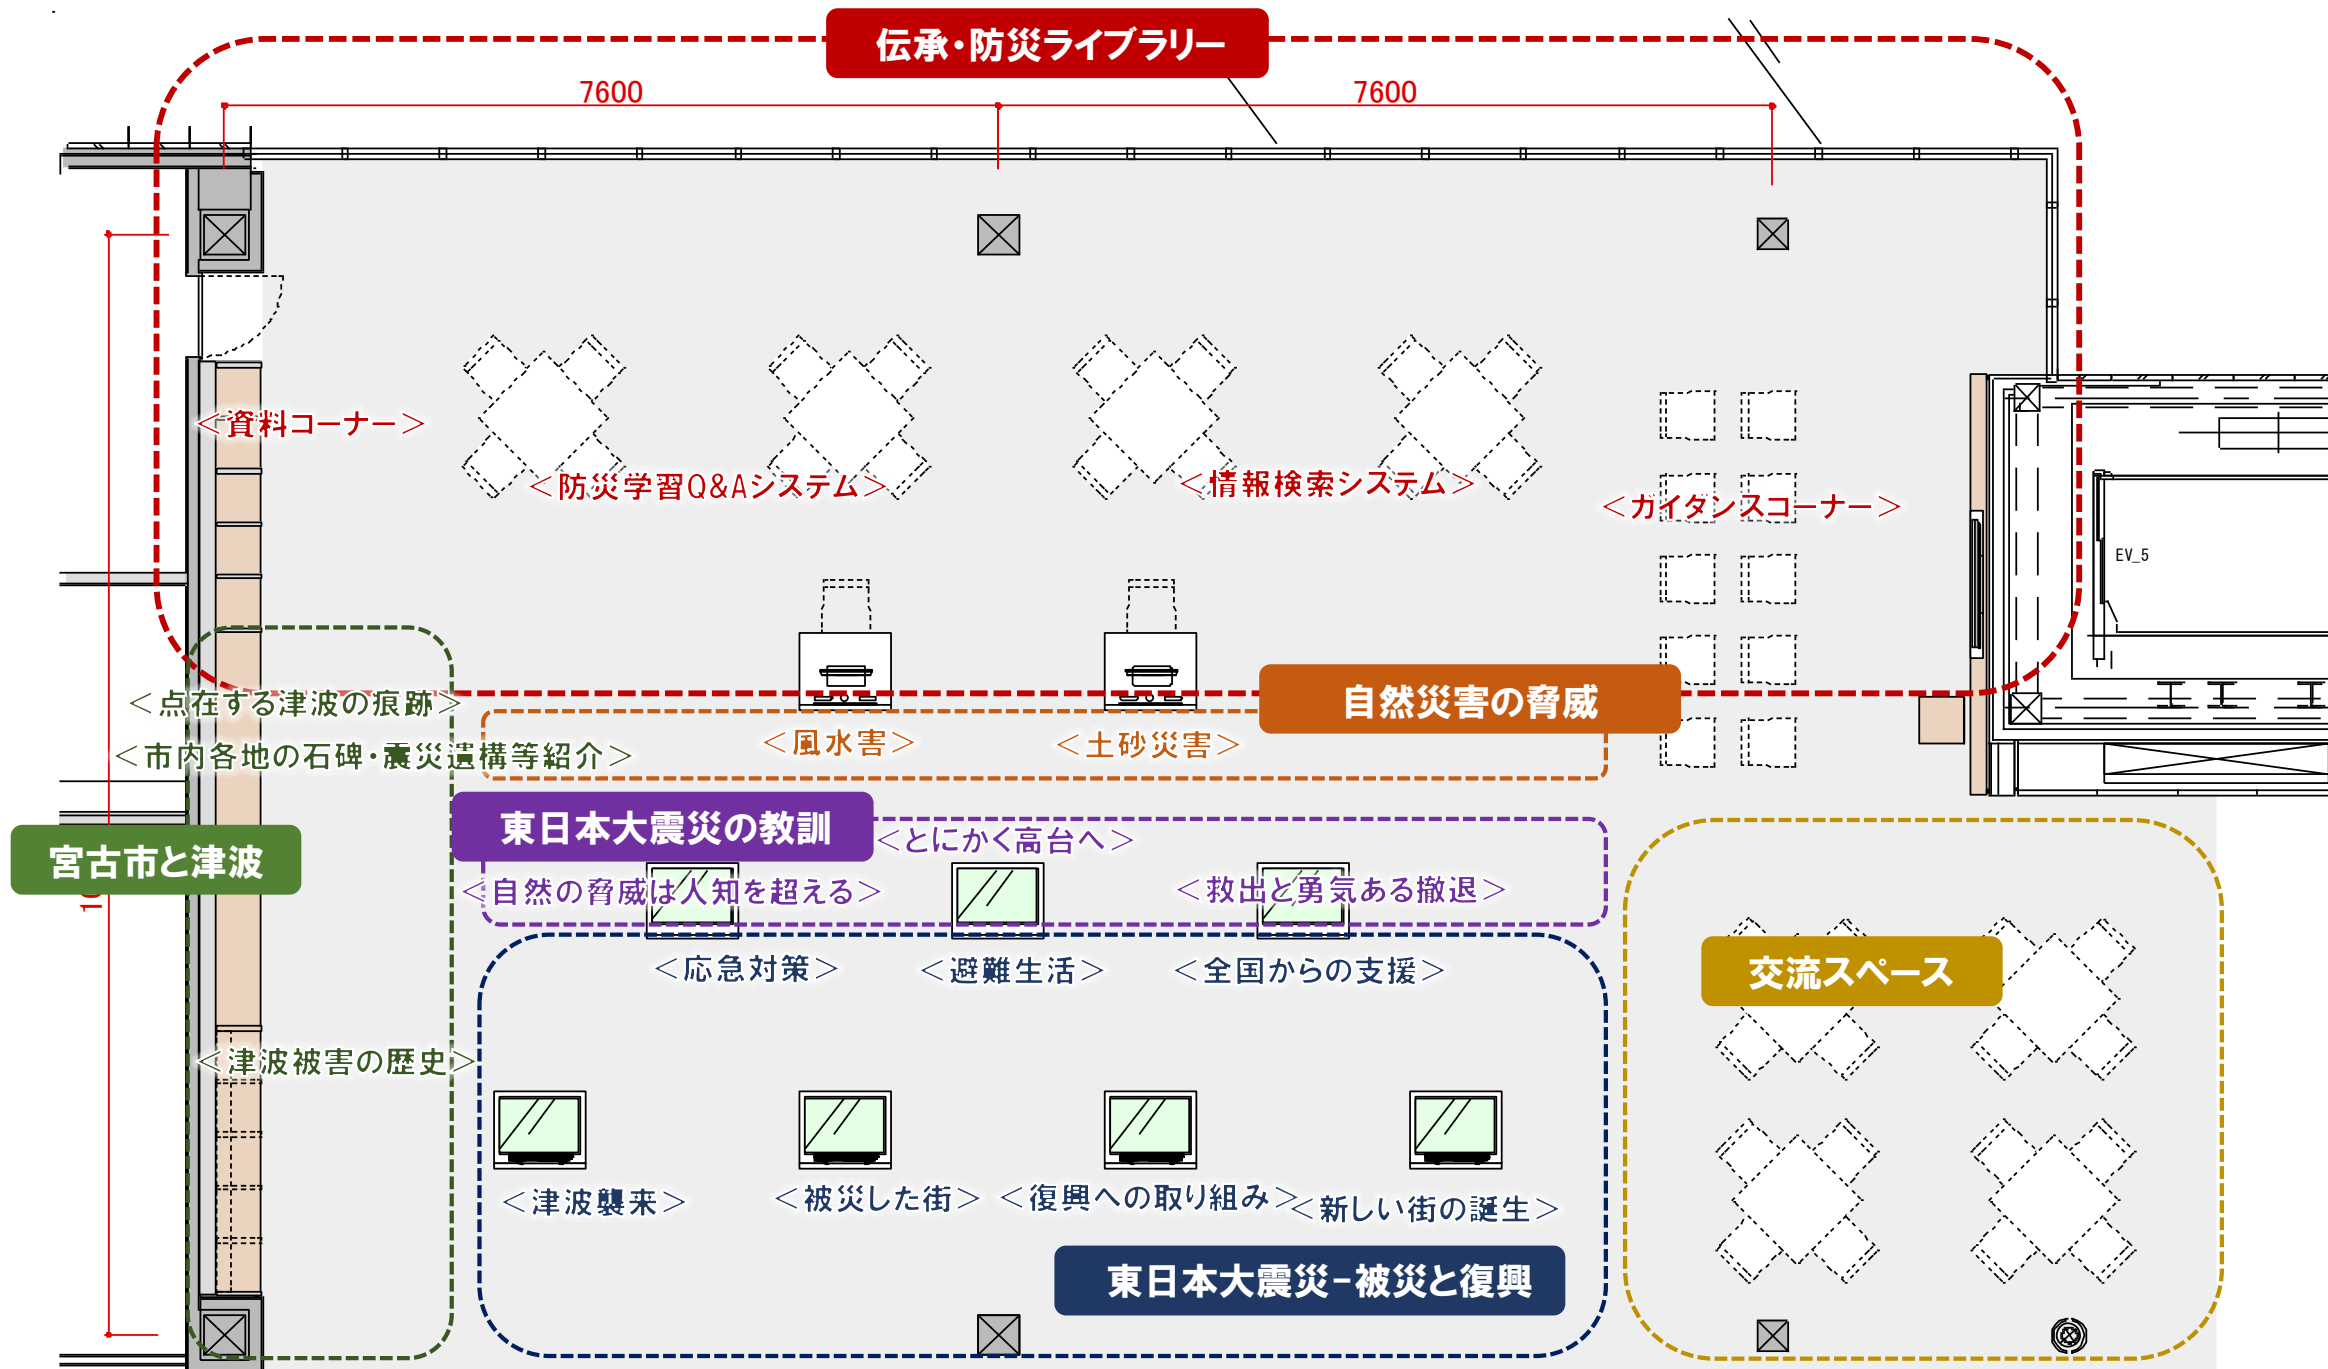 伝承・防災ライブラリー
7600
7600
＜資料コーナー＞
＜防災学習Q&Aシステム＞
＜情報検索システム＞
＜ガイダンスコーナー＞
EV_5
自然災害の脅威
＜点在する津波の痕跡＞
＜風水害＞
＜土砂災害＞
＜市内各地の石碑・震災遺構等紹介＞
東日本大震災の教訓
＜とにかく高台へ＞
宮古市と津波
＜自然の脅威は人知を超える＞
＜救出と勇気ある撤退＞
＜応急対策＞
＜避難生活＞
＜全国からの支援＞
交流スペース
＜津波被害の歴史＞
＜津波襲来＞
＜被災した街＞
＜復興への取り組み＞
＜新しい街の誕生＞
東日本大震災-被災と復興